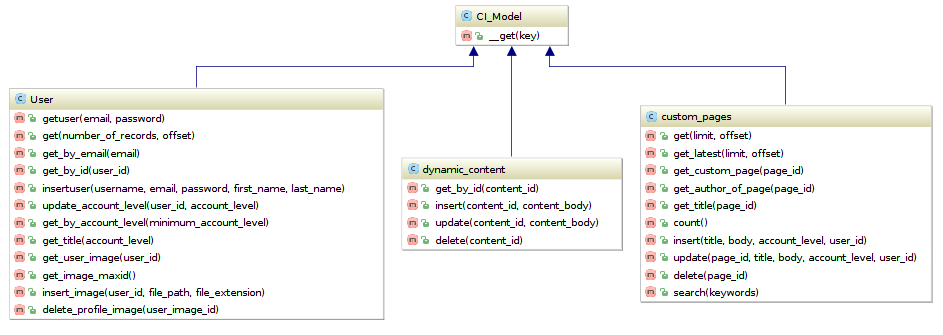 CI_Model
__get(key)
User
getuser(email, password)
get(number_of_records, offset)
get_by_email(email)
get_by_id(user_id)
insertuser(username, email, password, first_name, last_name)
update_account_level(user_id, account_level)
get_by_account_level(minimum_account_level)
get_title(account_level)
get_user_image(user_id)
get_image_maxid()
insert_image(user_id, file_path, file_extension)
delete_profile_image(user_image_id)
dynamic_content
get_by_id(content_id)
insert(content_id, content_body)
update(content_id, content_body)
delete(content_id)
custom_pages
get(limit, offset)
get_latest(limit, offset)
get_custom_page(page_id)
get_author_of_page(page_id)
get_title(page_id)
count()
insert(title, body, account_level, user_id)
update(page_id, title, body, account_level, user_id)
delete(page_id)
search(keywords)